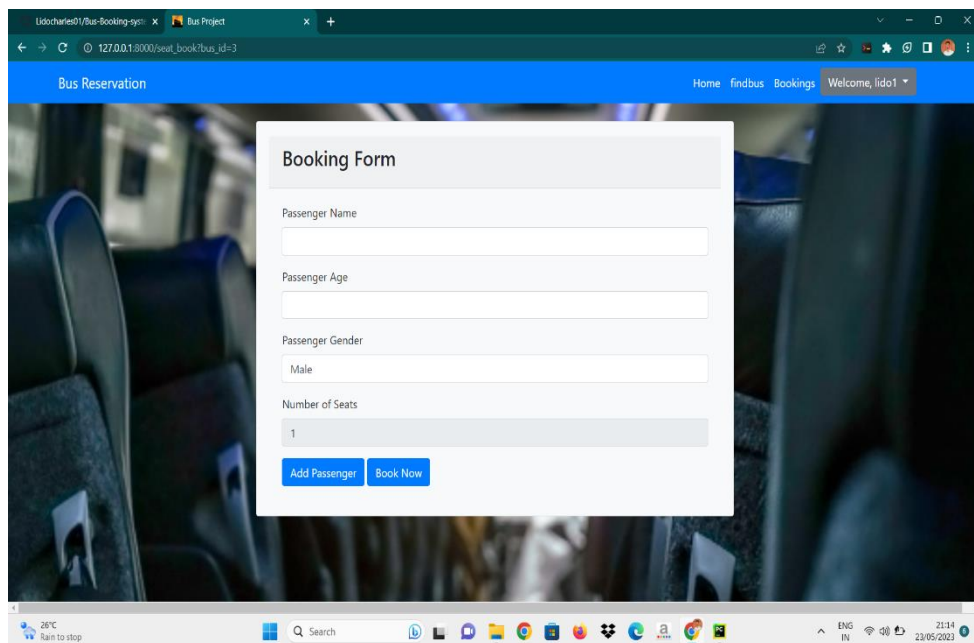 Lidocharles01/Bus-Booking-syst
Bus Project
127.0.0.1:8000/seat_book?bus_id=3
Bus Reservation
Home findbus Bookings Welcome, lido1
Booking Form
Passenger Name
Passenger Age
Passenger Gender
Male
Number of Seats
1
Add Passenger Book Now
26°C
Rain to stop
Search
ENG
IN
21:14
23/05/2023